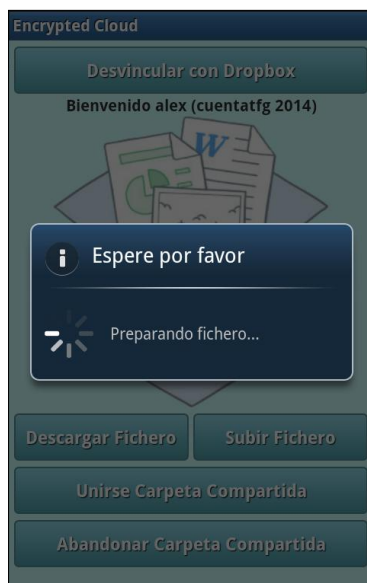 Encrypted Cloud
Desvincular con Dropbox
Bienvenido alex (cuentatfg 2014)
W
Espere por favor
Preparando fichero...
Descargar Fichero Subir Fichero
Unirse Carpeta Compartida
Abandonar Carpeta Compartida